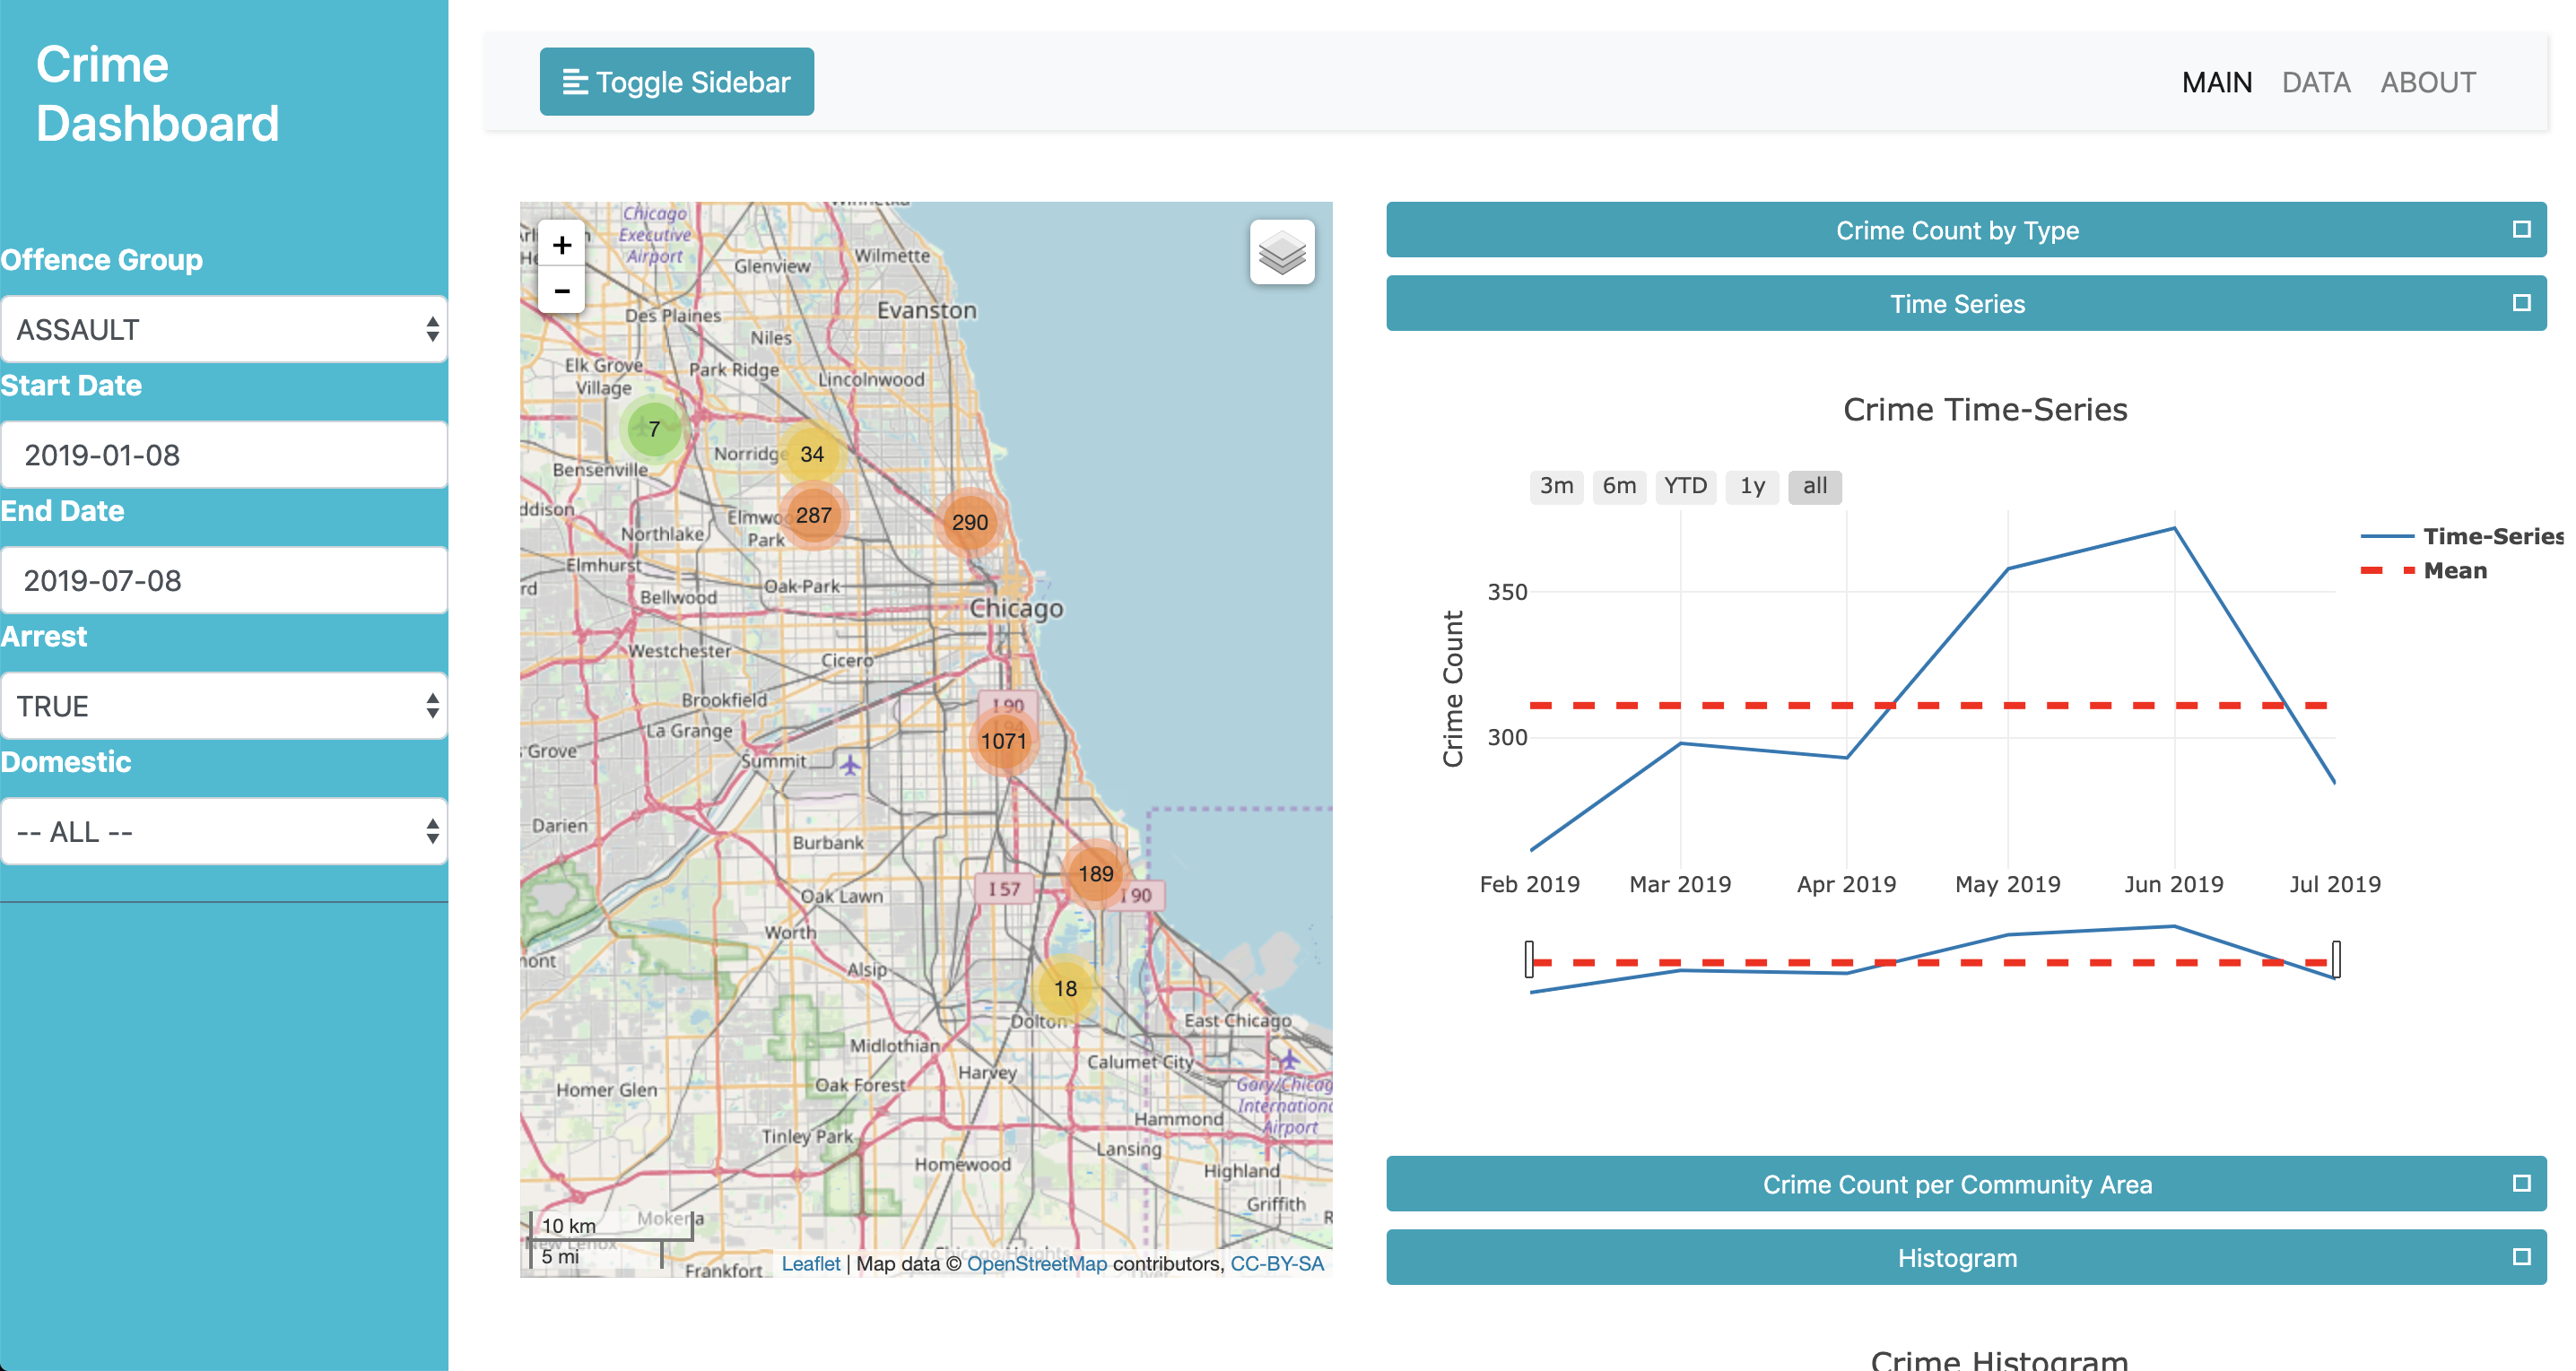 Crime
Dashboard
Offence Group
ASSAULT
Start Date
2019-01-08
End Date
2019-07-08
Arrest
TRUE
Domestic
-- ALL --
Toggle Sidebar
MAIN DATA ABOUT
+
-
Chicago
Executive
Airport
Wilmette
Glenview
Evanston
Des Plaines
Niles
Elk Grove
Village
Park Ridge
Lincolnwood
7
34
Norridge
Bensenville
287
290
Northlake
Park
Elmhurst
Oak Park
Bellwood
Chicago
Westchester
Cicero
Brookfield
I 90
La Grange
1071
Grove
Summit
Darien
Burbank
189
I 57
I 90
Oak Lawn
Worth
Alsip
18
Dolton
East Chicago
Midlothian
Calumet City
Harvey
Oak Forest
Homer Glen
Gary/Chicag
Internationa
Airport
Hammond
Tinley Park
Lansing
Homewood
Highland
Griffith
Mokena
10 km
New Lenox
5 mi
Chicago Heights
Frankfort
Leaflet | Map data © OpenStreetMap contributors, CC-BY-SA
Crime Count by Type
Time Series
Crime Time-Series
3m 6m YTD 1y all
Time-Series
Mean
350
300
Crime Count
Feb 2019 Mar 2019 Apr 2019 May 2019 Jun 2019 Jul 2019
Crime Count per Community Area
Histogram
Crime Histogram